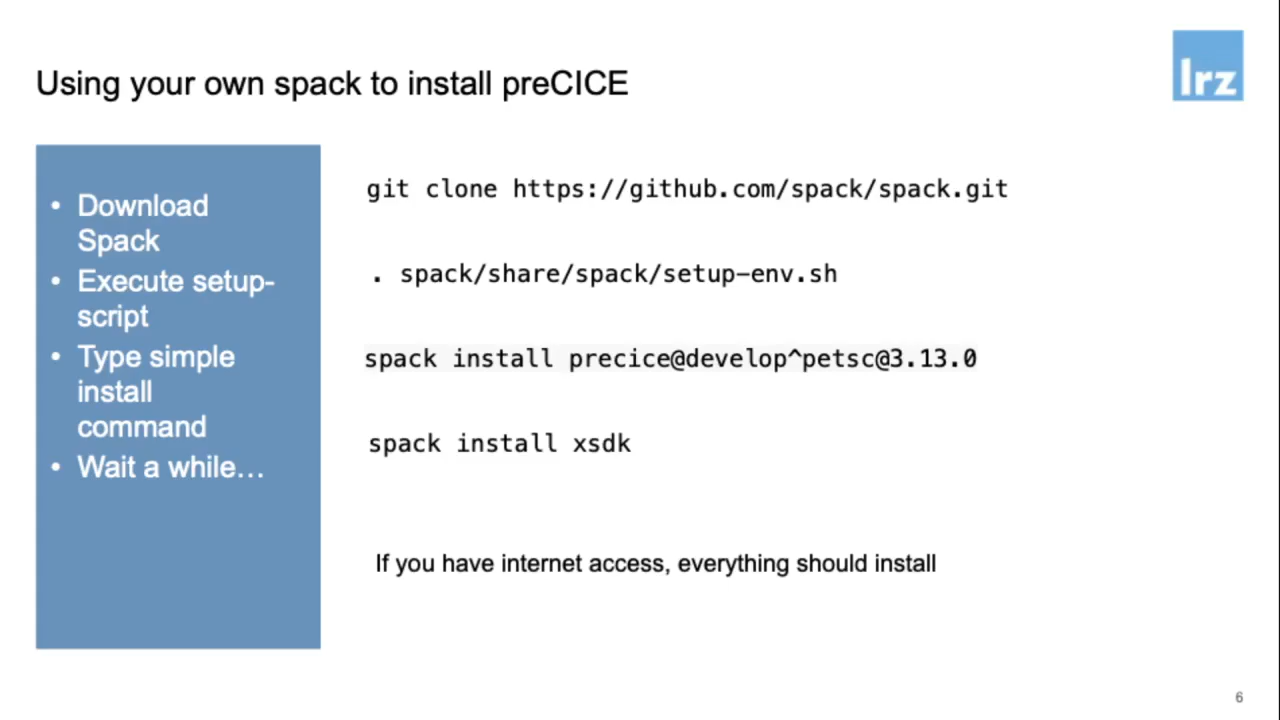 lrz
Using your own spack to install preCICE
• Download
Spack
• Execute setup-
script
• Type simple
install
command
• Wait a while…
git clone https://github.com/spack/spack.git
. spack/share/spack/setup-env.sh
spack install precice@develop^petsc@3.13.0
spack install xsdk
If you have internet access, everything should install
6